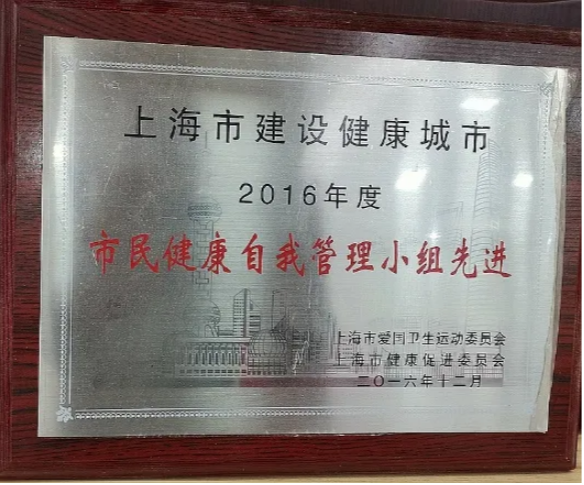 上海市建设健康城市
2016年度
市民健康自我管理小组先进
上海市爱国卫生运动委员会
上海市健康促进委员会
二〇一六年十二月